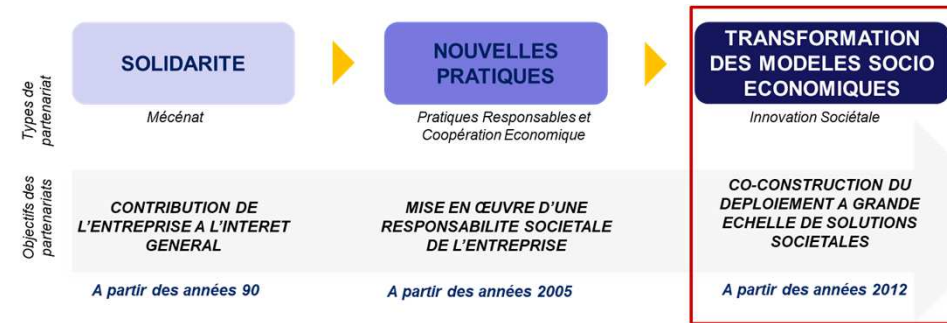 Types de
partenariat
SOLIDARITE
Mécénat
NOUVELLES
PRATIQUES
Pratiques Responsables et
Coopération Economique
TRANSFORMATION
DES MODELES SOCIO
ECONOMIQUES
Innovation Sociétale
Objectifs des
partenariats
CONTRIBUTION DE
L'ENTREPRISE A L'INTERET
GENERAL
MISE EN ŒUVRE D'UNE
RESPONSABILITE SOCIETALE
DE L'ENTREPRISE
CO-CONSTRUCTION DU
DEPLOIEMENT A GRANDE
ECHELLE DE SOLUTIONS
SOCIETALES
A partir des années 90
A partir des années 2005
A partir des années 2012